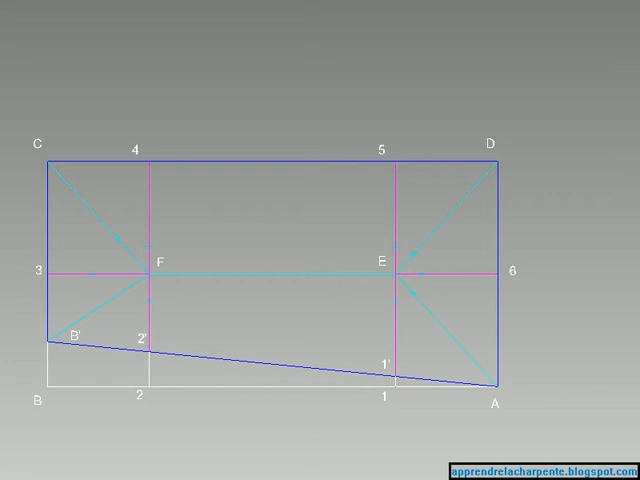 C 4 5 D
3 F E 6
B' 2' 1'
B 2 1 A
apprendrelacharpente.blogspot.com